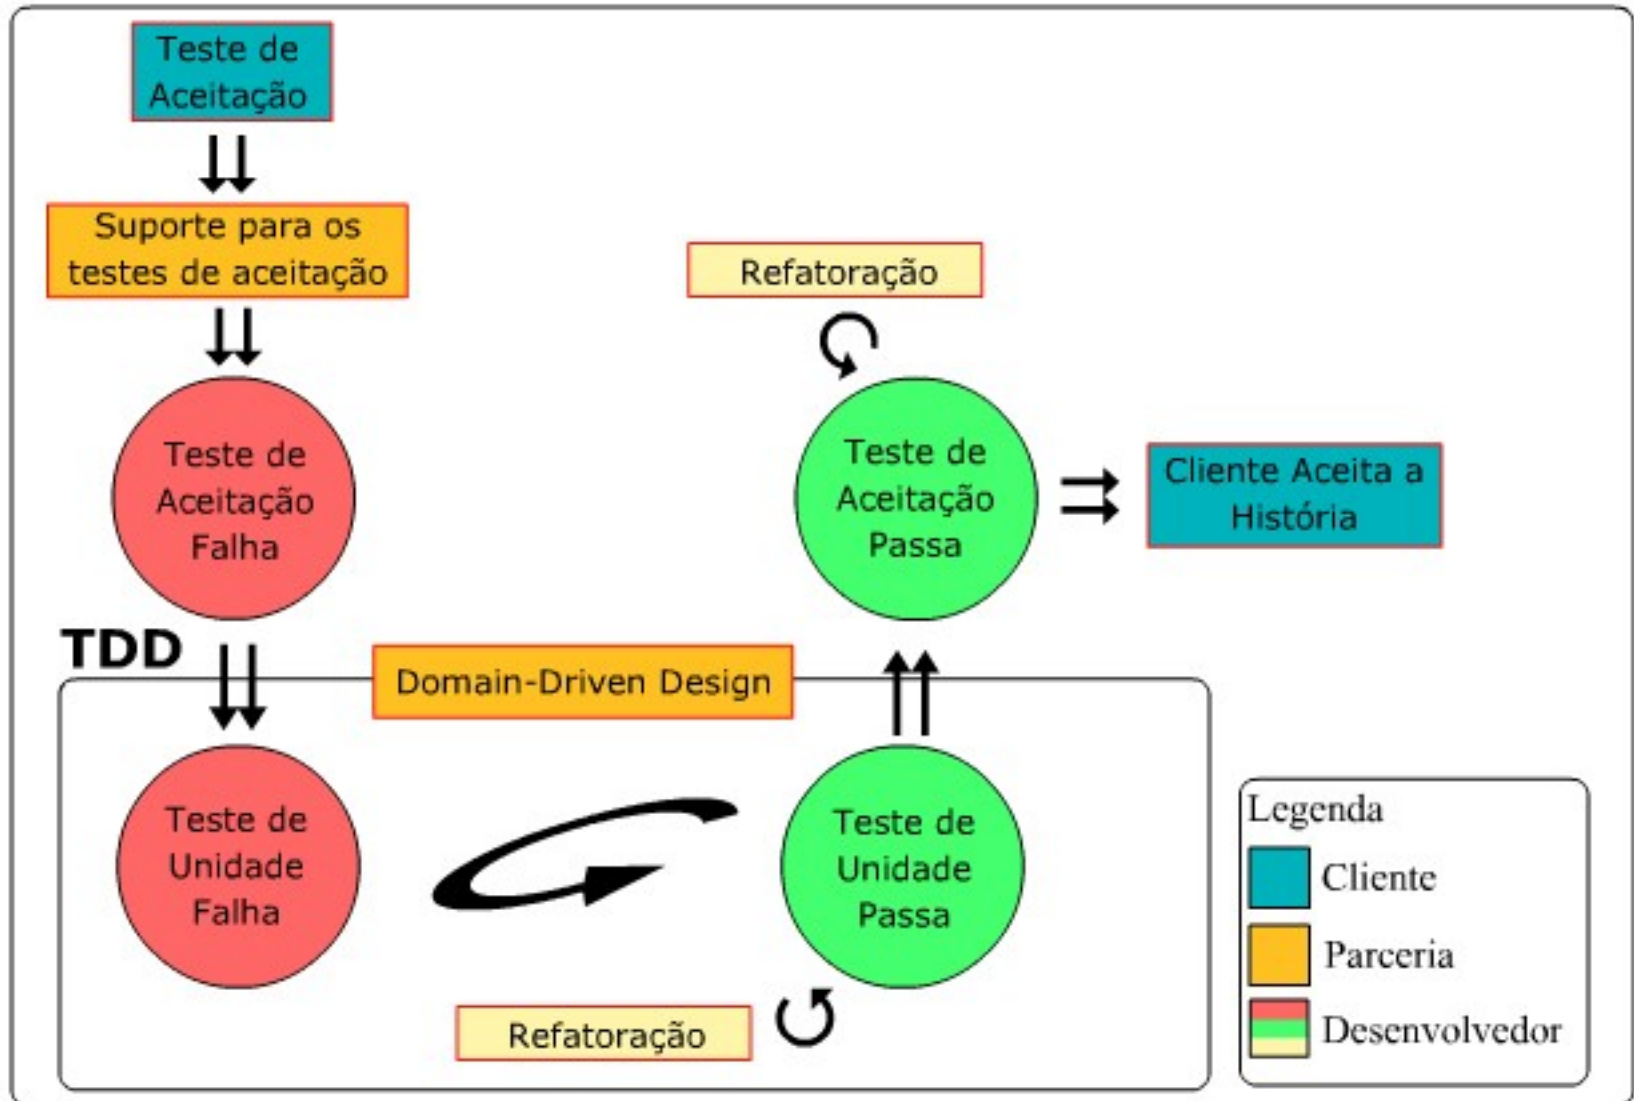 Teste de
Aceitação
Suporte para os
testes de aceitação
Refatoração
Teste de
Aceitação
Falha
Teste de
Aceitação
Passa
Cliente Aceita a
História
TDD
Domain-Driven Design
Teste de
Unidade
Falha
Teste de
Unidade
Passa
Refatoração
Legenda
Cliente
Parceria
Desenvolvedor